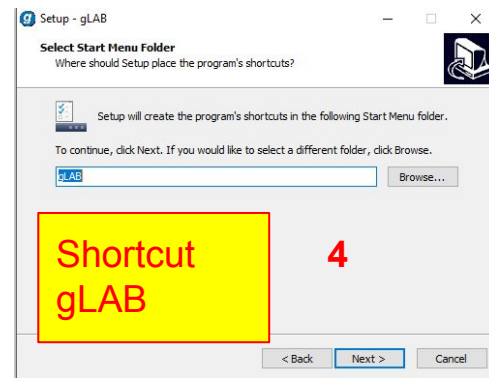 Setup - gLAB
Select Start Menu Folder
Where should Setup place the program's shortcuts?
Setup will create the program's shortcuts in the following Start Menu folder.
To continue, click Next. If you would like to select a different folder, click Browse.
gLAB
Browse...
Shortcut
gLAB
4
< Back
Next >
Cancel